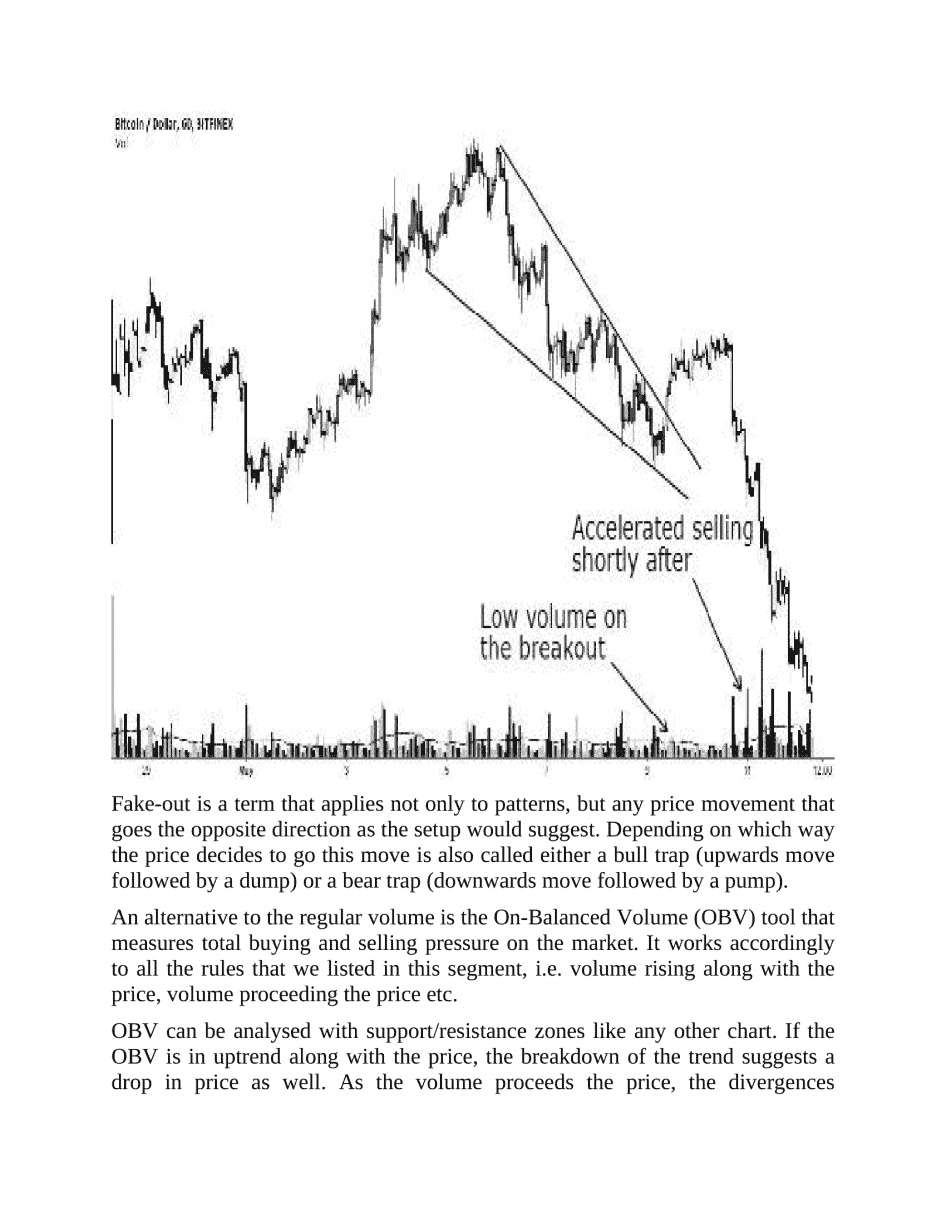 Bitcoin / Dollar, 60, BITFINEX
Vol
Accelerated selling
shortly after
Low volume on
the breakout
29 May 3 5 7 9 11 12:00
Fake-out is a term that applies not only to patterns, but any price movement that
goes the opposite direction as the setup would suggest. Depending on which way
the price decides to go this move is also called either a bull trap (upwards move
followed by a dump) or a bear trap (downwards move followed by a pump).
An alternative to the regular volume is the On-Balanced Volume (OBV) tool that
measures total buying and selling pressure on the market. It works accordingly
to all the rules that we listed in this segment, i.e. volume rising along with the
price, volume proceeding the price etc.
OBV can be analysed with support/resistance zones like any other chart. If the
OBV is in uptrend along with the price, the breakdown of the trend suggests a
drop in price as well. As the volume proceeds the price, the divergences